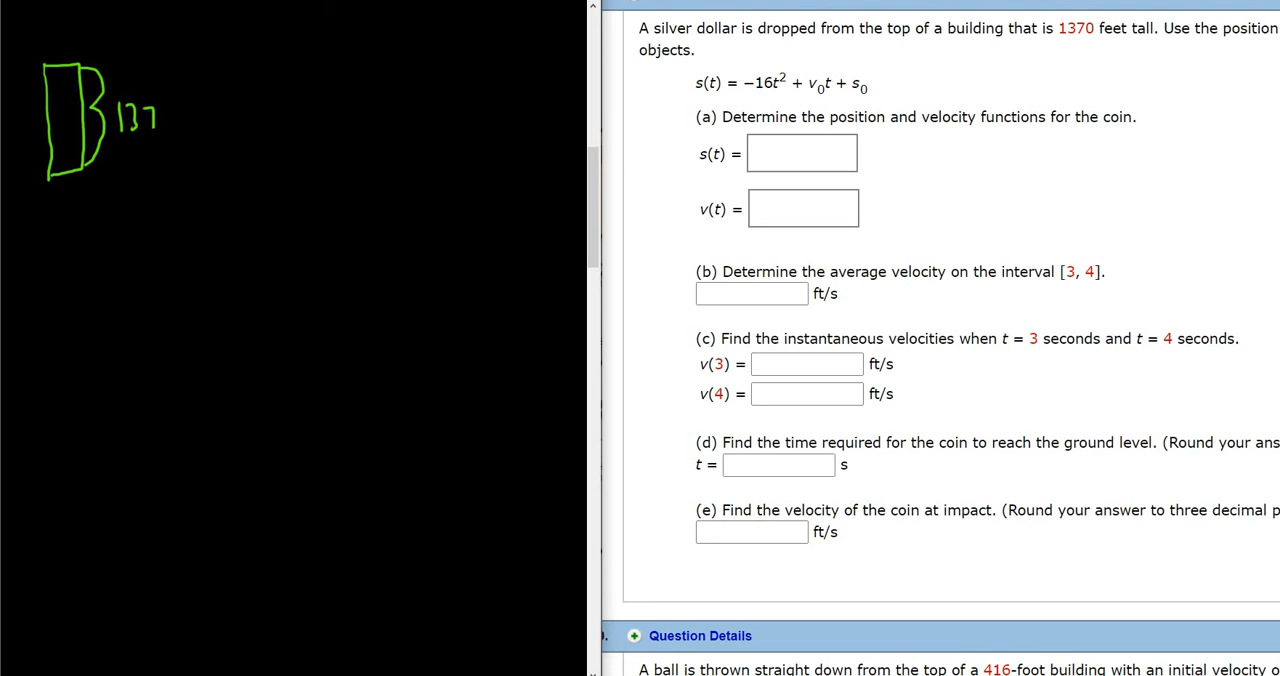 137
A silver dollar is dropped from the top of a building that is 1370 feet tall. Use the position
objects.
s(t) = −16t² + v₀t + s₀
(a) Determine the position and velocity functions for the coin.
s(t) =
v(t) =
(b) Determine the average velocity on the interval [3, 4].
ft/s
(c) Find the instantaneous velocities when t = 3 seconds and t = 4 seconds.
v(3) = ft/s
v(4) = ft/s
(d) Find the time required for the coin to reach the ground level. (Round your ans
t = s
(e) Find the velocity of the coin at impact. (Round your answer to three decimal p
ft/s
Question Details
A ball is thrown straight down from the top of a 416-foot building with an initial velocity o